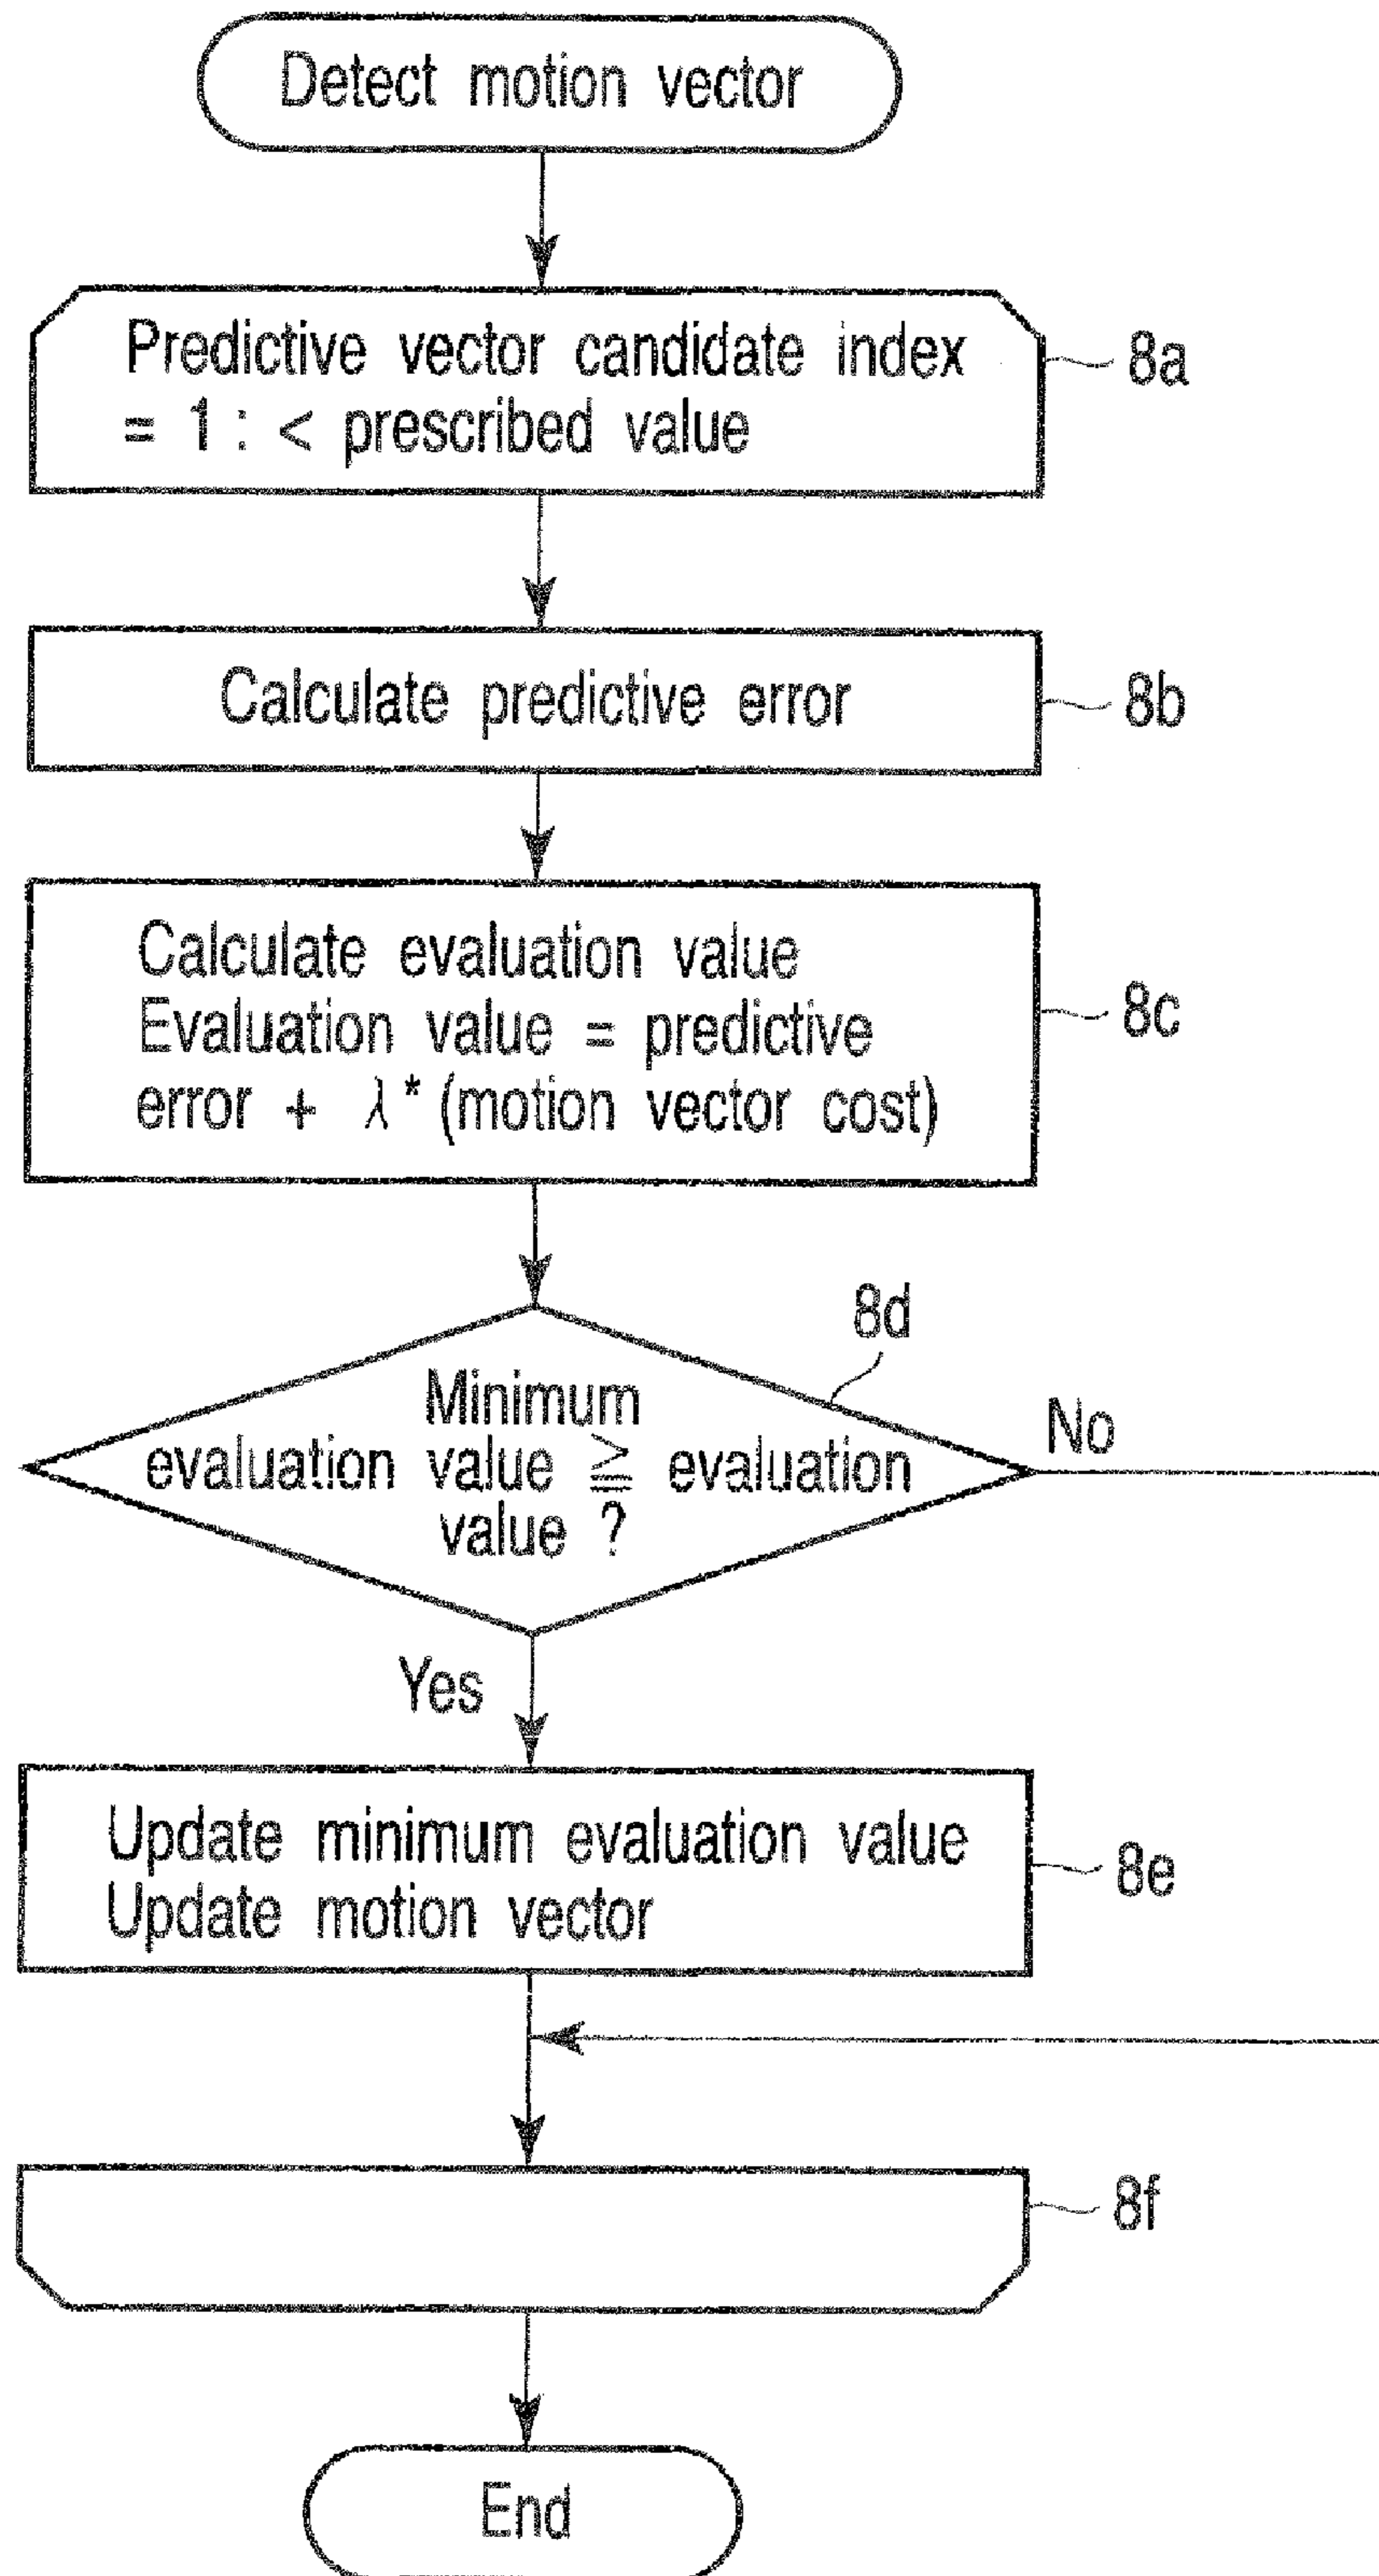 Detect motion vector
Predictive vector candidate index
= 1 : < prescribed value
8a
Calculate predictive error
8b
Calculate evaluation value
Evaluation value = predictive
error + λ* (motion vector cost)
8c
8d
Minimum
evaluation value ≧ evaluation
value ?
No
Yes
Update minimum evaluation value
Update motion vector
8e
8f
End